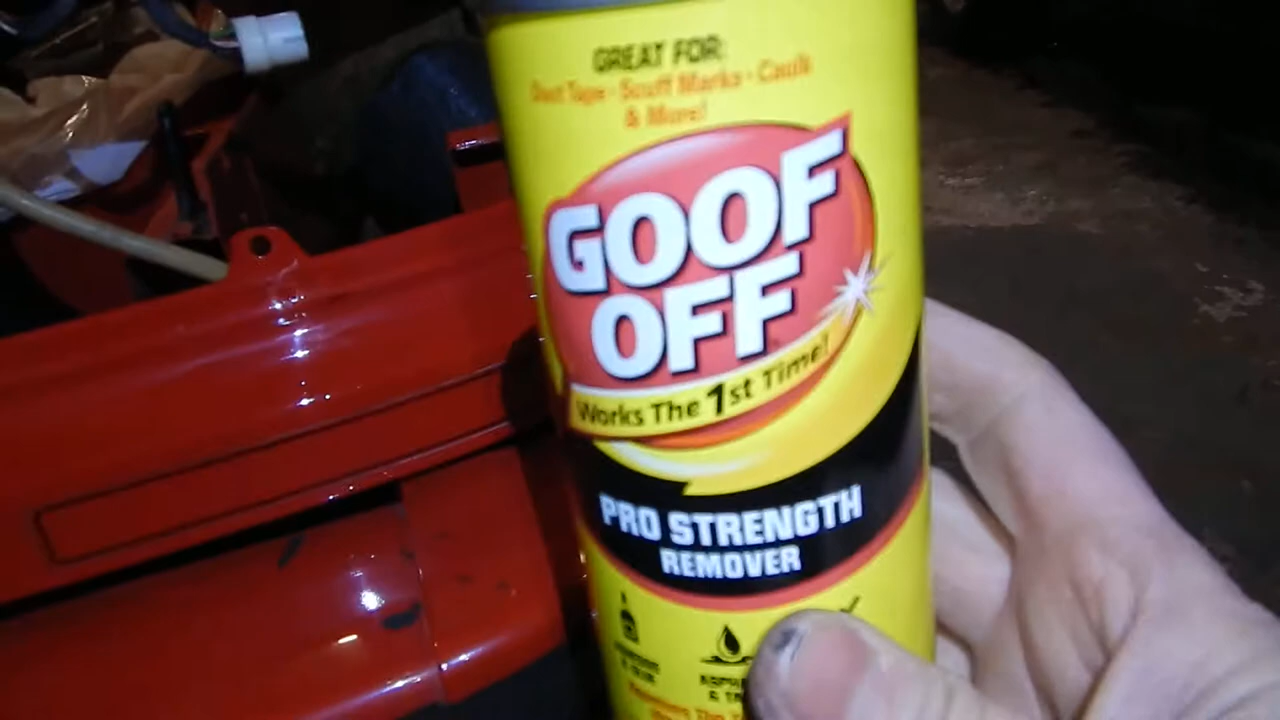 GREAT FOR:
Duct Tape · Scuff Marks · Caulk
& More!
GOOF
OFF
Works The 1st Time!
PRO STRENGTH
REMOVER